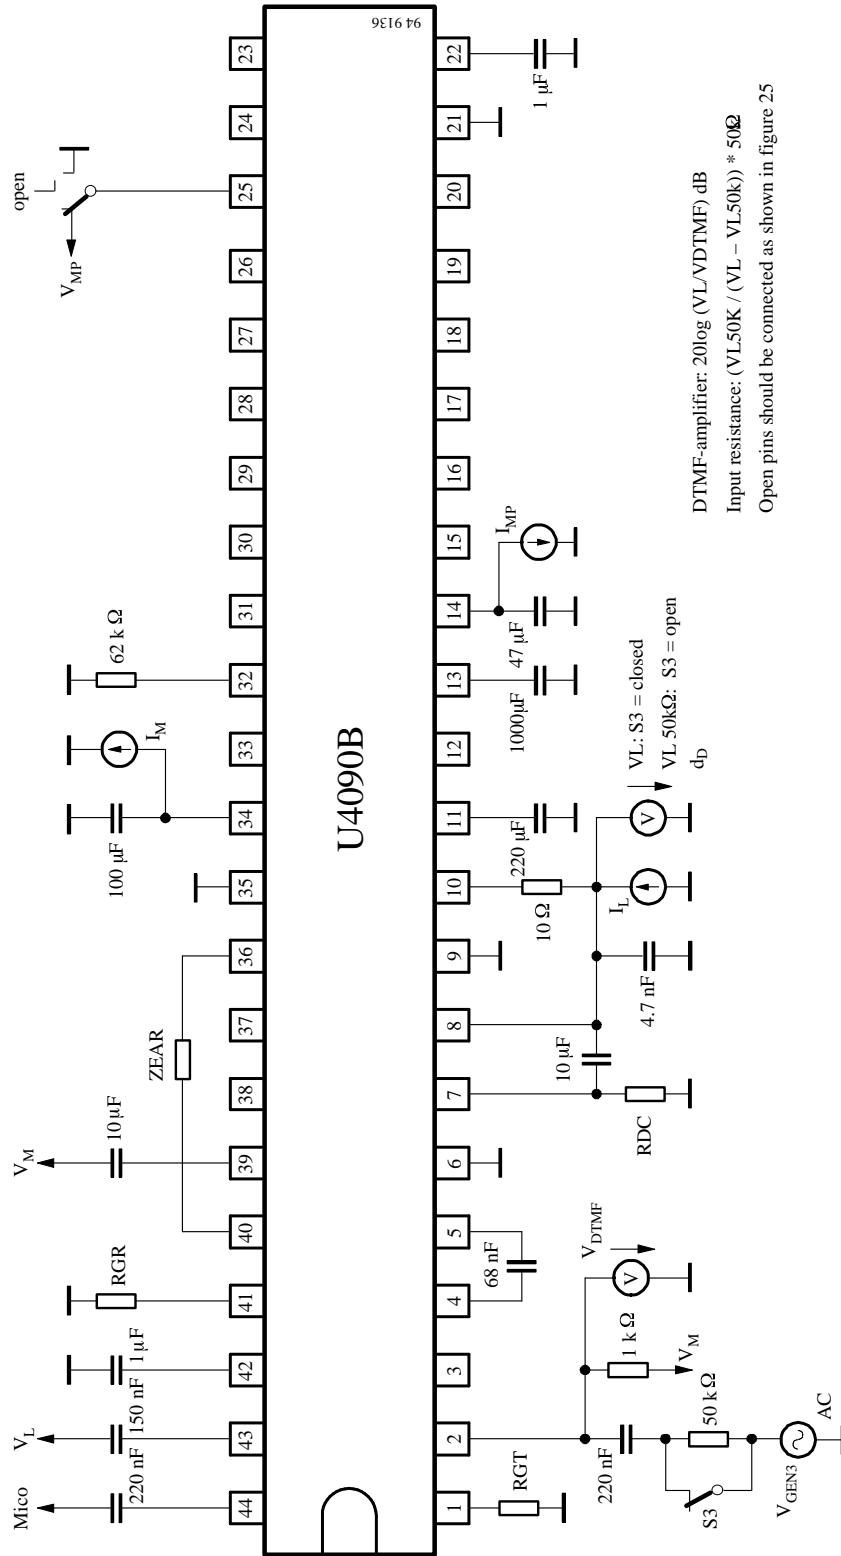 Mico
220 nF
V_L
150 nF
1 μF
RGR
V_M
10 μF
ZEAR
100 μF
I_M
62 k Ω
V_MP
open
44
43
42
41
40
39
38
37
36
35
34
33
32
31
30
29
28
27
26
25
24
23
U4090B
94 9136
1
2
3
4
5
6
7
8
9
10
11
12
13
14
15
16
17
18
19
20
21
22
RGT
220 nF
S3
50 k Ω
V_GEN3
AC
1 k Ω
V_M
V_DTMF
V
68 nF
RDC
10 μF
4.7 nF
10 Ω
I_L
V
220 μF
1000μF
47 μF
I_MP
1 μF
VL: S3 = closed
VL 50kΩ: S3 = open
d_D
DTMF-amplifier: 20log (VL/VDTMF) dB
Input resistance: (VL50K / (VL – VL50k)) * 50kΩ
Open pins should be connected as shown in figure 25